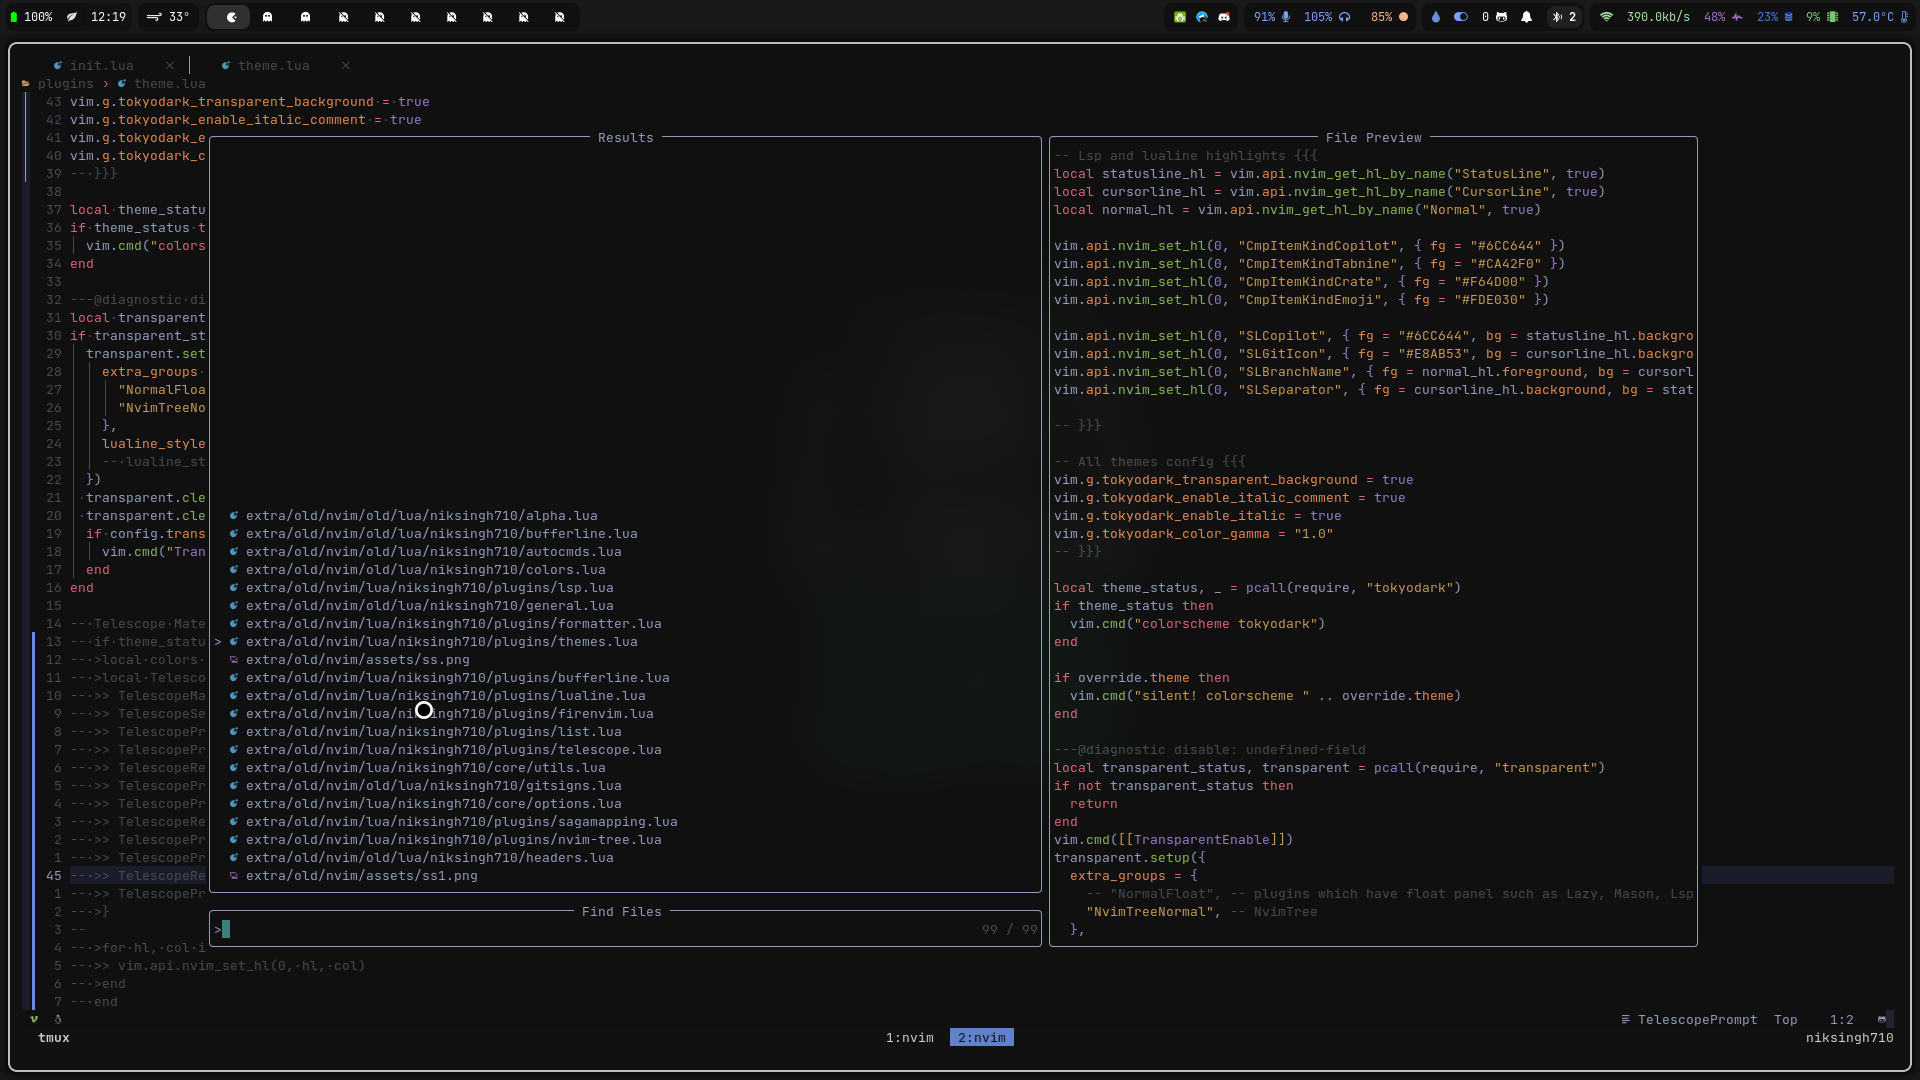 100% 12:19 33° 91% 105% 85% 0 2 390.0kb/s 48% 23% 9% 57.0°C
init.lua × theme.lua ×
plugins › theme.lua
43 vim.g.tokyodark_transparent_background·=·true
42 vim.g.tokyodark_enable_italic_comment·=·true
41 vim.g.tokyodark_e
40 vim.g.tokyodark_c
39 --·}}}
38
37 local·theme_statu
36 if·theme_status·t
35 vim.cmd("colors
34 end
33
32 ---@diagnostic·di
31 local·transparent
30 if·transparent_st
29 transparent.set
28 extra_groups·
27 "NormalFloa
26 "NvimTreeNo
25 },
24 lualine_style
23 --·lualine_st
22 })
21 ·transparent.cle
20 ·transparent.cle
19 if·config.trans
18 vim.cmd("Tran
17 end
16 end
15
14 --·Telescope·Mate
13 --·if·theme_statu
12 --·>local·colors·
11 --·>local·Telesco
10 --·>> TelescopeMa
9 --·>> TelescopeSe
8 --·>> TelescopePr
7 --·>> TelescopePr
6 --·>> TelescopeRe
5 --·>> TelescopePr
4 --·>> TelescopePr
3 --·>> TelescopeRe
2 --·>> TelescopePr
1 --·>> TelescopePr
45 --·>> TelescopeRe
1 --·>> TelescopePr
2 --·>}
3 --
4 --·>for·hl,·col·i
5 --·>> vim.api.nvim_set_hl(0,·hl,·col)
6 --·>end
7 --·end
Results
extra/old/nvim/old/lua/niksingh710/alpha.lua
extra/old/nvim/old/lua/niksingh710/bufferline.lua
extra/old/nvim/lua/niksingh710/autocmds.lua
extra/old/nvim/old/lua/niksingh710/colors.lua
extra/old/nvim/lua/niksingh710/plugins/lsp.lua
extra/old/nvim/old/lua/niksingh710/general.lua
extra/old/nvim/lua/niksingh710/plugins/formatter.lua
> extra/old/nvim/lua/niksingh710/plugins/themes.lua
extra/old/nvim/assets/ss.png
extra/old/nvim/lua/niksingh710/plugins/bufferline.lua
extra/old/nvim/lua/niksingh710/plugins/lualine.lua
extra/old/nvim/lua/niksingh710/plugins/firenvim.lua
extra/old/nvim/lua/niksingh710/plugins/list.lua
extra/old/nvim/lua/niksingh710/plugins/telescope.lua
extra/old/nvim/lua/niksingh710/core/utils.lua
extra/old/nvim/old/lua/niksingh710/gitsigns.lua
extra/old/nvim/lua/niksingh710/core/options.lua
extra/old/nvim/lua/niksingh710/plugins/sagamapping.lua
extra/old/nvim/lua/niksingh710/plugins/nvim-tree.lua
extra/old/nvim/old/lua/niksingh710/headers.lua
extra/old/nvim/assets/ss1.png
Find Files
> 99 / 99
File Preview
-- Lsp and lualine highlights {{{
local statusline_hl = vim.api.nvim_get_hl_by_name("StatusLine", true)
local cursorline_hl = vim.api.nvim_get_hl_by_name("CursorLine", true)
local normal_hl = vim.api.nvim_get_hl_by_name("Normal", true)
vim.api.nvim_set_hl(0, "CmpItemKindCopilot", { fg = "#6CC644" })
vim.api.nvim_set_hl(0, "CmpItemKindTabnine", { fg = "#CA42F0" })
vim.api.nvim_set_hl(0, "CmpItemKindCrate", { fg = "#F64D00" })
vim.api.nvim_set_hl(0, "CmpItemKindEmoji", { fg = "#FDE030" })
vim.api.nvim_set_hl(0, "SLCopilot", { fg = "#6CC644", bg = statusline_hl.backgro
vim.api.nvim_set_hl(0, "SLGitIcon", { fg = "#E8AB53", bg = cursorline_hl.backgro
vim.api.nvim_set_hl(0, "SLBranchName", { fg = normal_hl.foreground, bg = cursorl
vim.api.nvim_set_hl(0, "SLSeparator", { fg = cursorline_hl.background, bg = stat
-- }}}
-- All themes config {{{
vim.g.tokyodark_transparent_background = true
vim.g.tokyodark_enable_italic_comment = true
vim.g.tokyodark_enable_italic = true
vim.g.tokyodark_color_gamma = "1.0"
-- }}}
local theme_status, _ = pcall(require, "tokyodark")
if theme_status then
vim.cmd("colorscheme tokyodark")
end
if override.theme then
vim.cmd("silent! colorscheme " .. override.theme)
end
---@diagnostic disable: undefined-field
local transparent_status, transparent = pcall(require, "transparent")
if not transparent_status then
return
end
vim.cmd([[TransparentEnable]])
transparent.setup({
extra_groups = {
-- "NormalFloat", -- plugins which have float panel such as Lazy, Mason, Lsp
"NvimTreeNormal", -- NvimTree
},
TelescopePrompt Top 1:2
tmux 1:nvim 2:nvim niksingh710